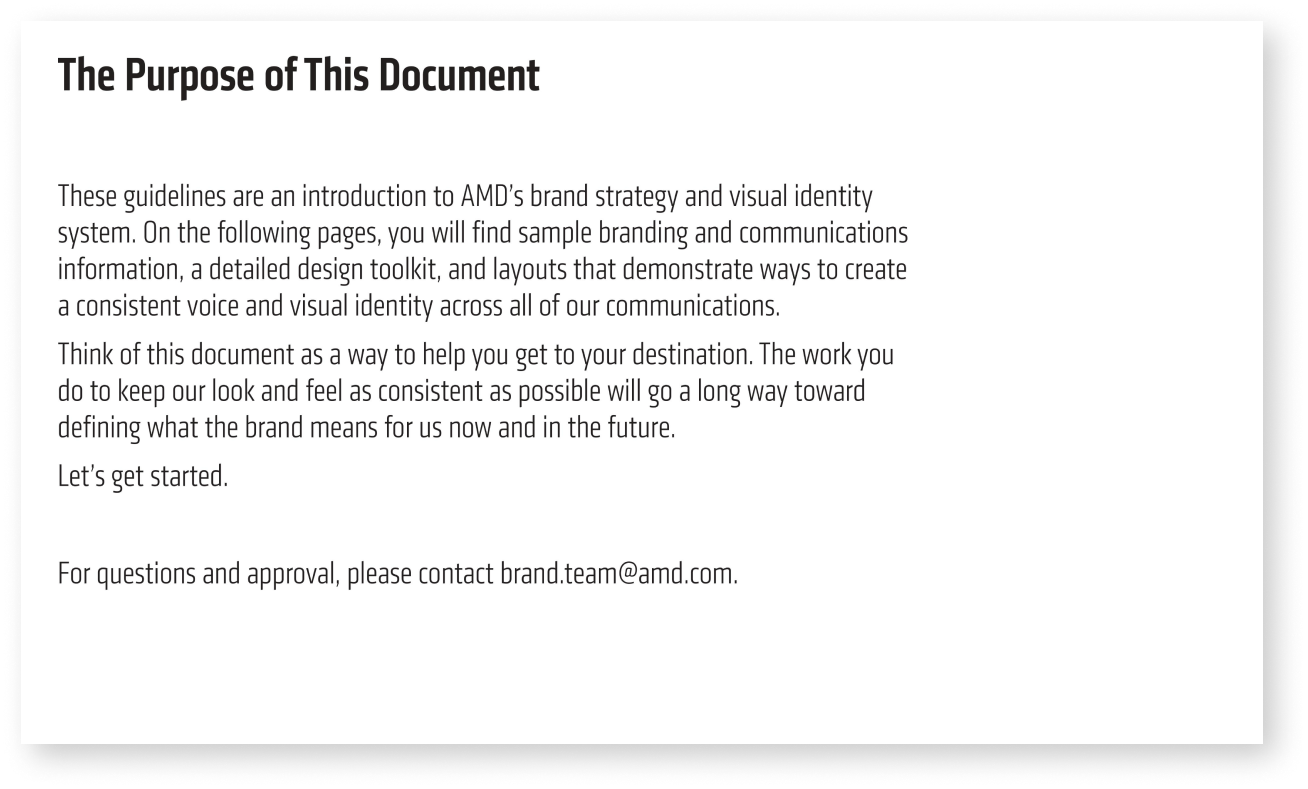 The Purpose of This Document
These guidelines are an introduction to AMD’s brand strategy and visual identity
system. On the following pages, you will find sample branding and communications
information, a detailed design toolkit, and layouts that demonstrate ways to create
a consistent voice and visual identity across all of our communications.
Think of this document as a way to help you get to your destination. The work you
do to keep our look and feel as consistent as possible will go a long way toward
defining what the brand means for us now and in the future.
Let’s get started.
For questions and approval, please contact brand.team@amd.com.